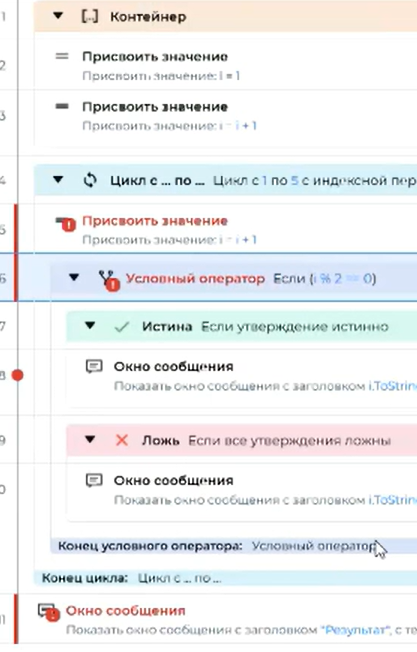 1 [...] Контейнер
2 Присвоить значение
Присвоить значение: i = 1
3 Присвоить значение
Присвоить значение: i = i + 1
4 Цикл с ... по ... Цикл с 1 по 5 с индексной пер
5 Присвоить значение
Присвоить значение: i = i + 1
6 Условный оператор Если (i % 2 == 0)
7 Истина Если утверждение истинно
8 Окно сообщения
Показать окно сообщения с заголовком i.ToStrin
9 Ложь Если все утверждения ложны
0 Окно сообщения
Показать окно сообщения с заголовком i.ToStrin
Конец условного оператора: Условный оператор
Конец цикла: Цикл с ... по ...
11 Окно сообщения
Показать окно сообщения с заголовком "Результат", с те